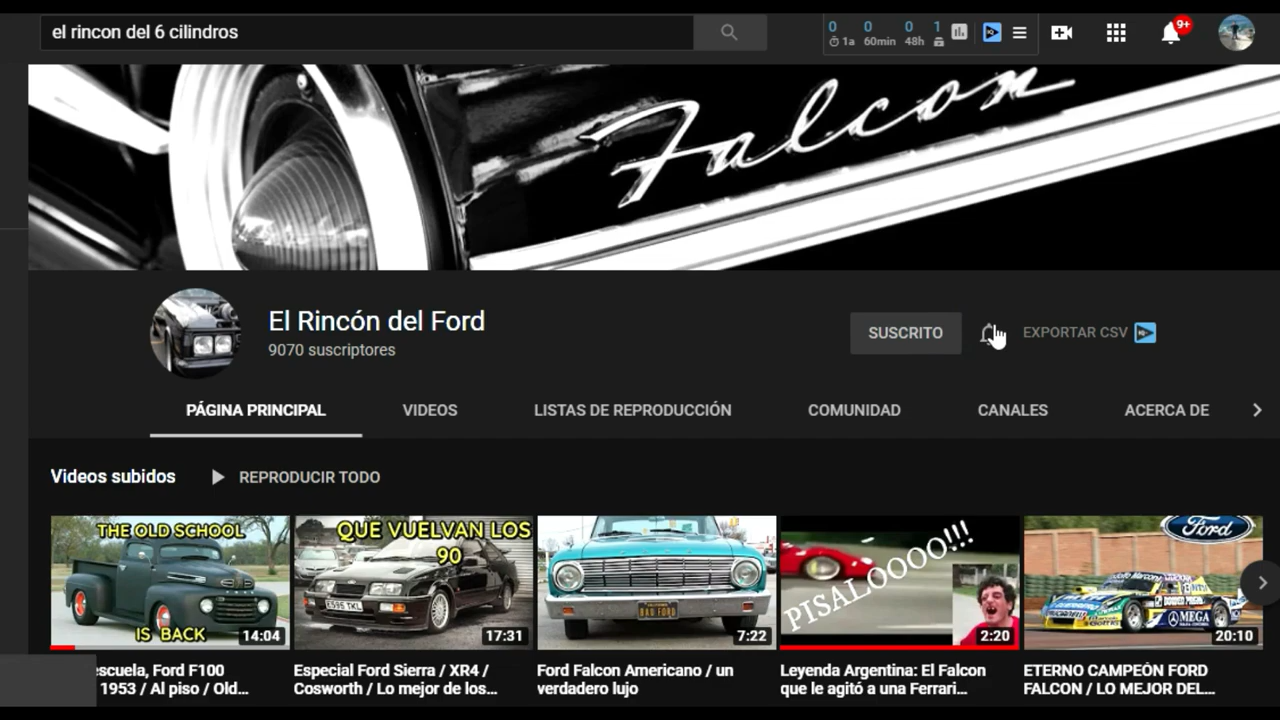 el rincon del 6 cilindros
0 0 0 1
1a 60min 48h
9+
Falcon
El Rincón del Ford
9070 suscriptores
SUSCRITO
EXPORTAR CSV
PÁGINA PRINCIPAL VIDEOS LISTAS DE REPRODUCCIÓN COMUNIDAD CANALES ACERCA DE
Videos subidos REPRODUCIR TODO
THE OLD SCHOOL
IS BACK
14:04
QUE VUELVAN LOS
90
E595 TKL
17:31
7:22
PISALOOOO!!!
2:20
Ford
MEGA
20:10
escuela, Ford F100
1953 / Al piso / Old...
Especial Ford Sierra / XR4 /
Cosworth / Lo mejor de los...
Ford Falcon Americano / un
verdadero lujo
Leyenda Argentina: El Falcon
que le agitó a una Ferrari...
ETERNO CAMPEÓN FORD
FALCON / LO MEJOR DEL...